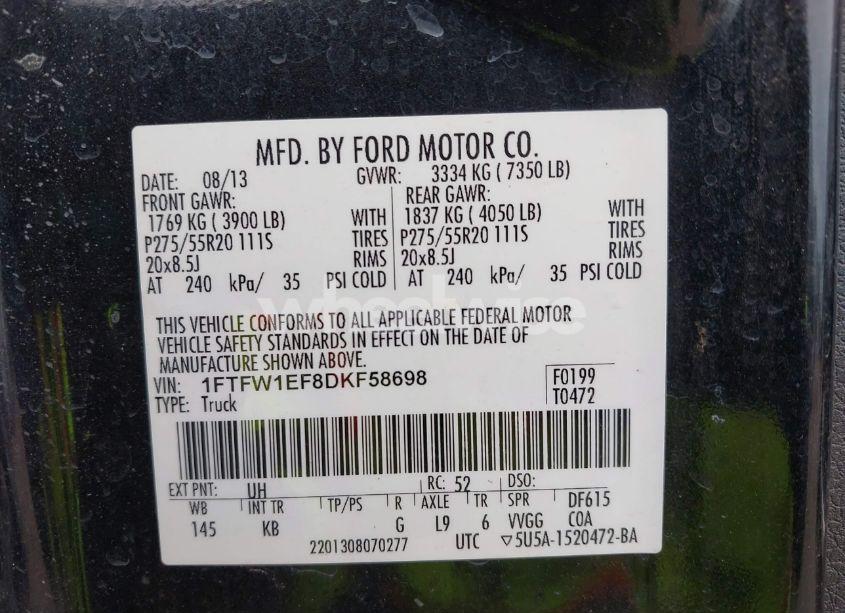 MFD. BY FORD MOTOR CO.
DATE: 08/13 GVWR: 3334 KG ( 7350 LB)
FRONT GAWR: REAR GAWR:
1769 KG ( 3900 LB) WITH 1837 KG ( 4050 LB) WITH
P275/55R20 111S TIRES P275/55R20 111S TIRES
20x8.5J RIMS 20x8.5J RIMS
AT 240 kPa/ 35 PSI COLD AT 240 kPa/ 35 PSI COLD
wheelwise
THIS VEHICLE CONFORMS TO ALL APPLICABLE FEDERAL MOTOR
VEHICLE SAFETY STANDARDS IN EFFECT ON THE DATE OF
MANUFACTURE SHOWN ABOVE.
VIN: 1FTFW1EF8DKF58698 F0199
TYPE: Truck T0472
EXT PNT: UH RC: 52 DSO:
WB INT TR TP/PS R AXLE TR SPR DF615
145 KB G L9 6 VVGG COA
2201308070277 UTC ▽5U5A-1520472-BA